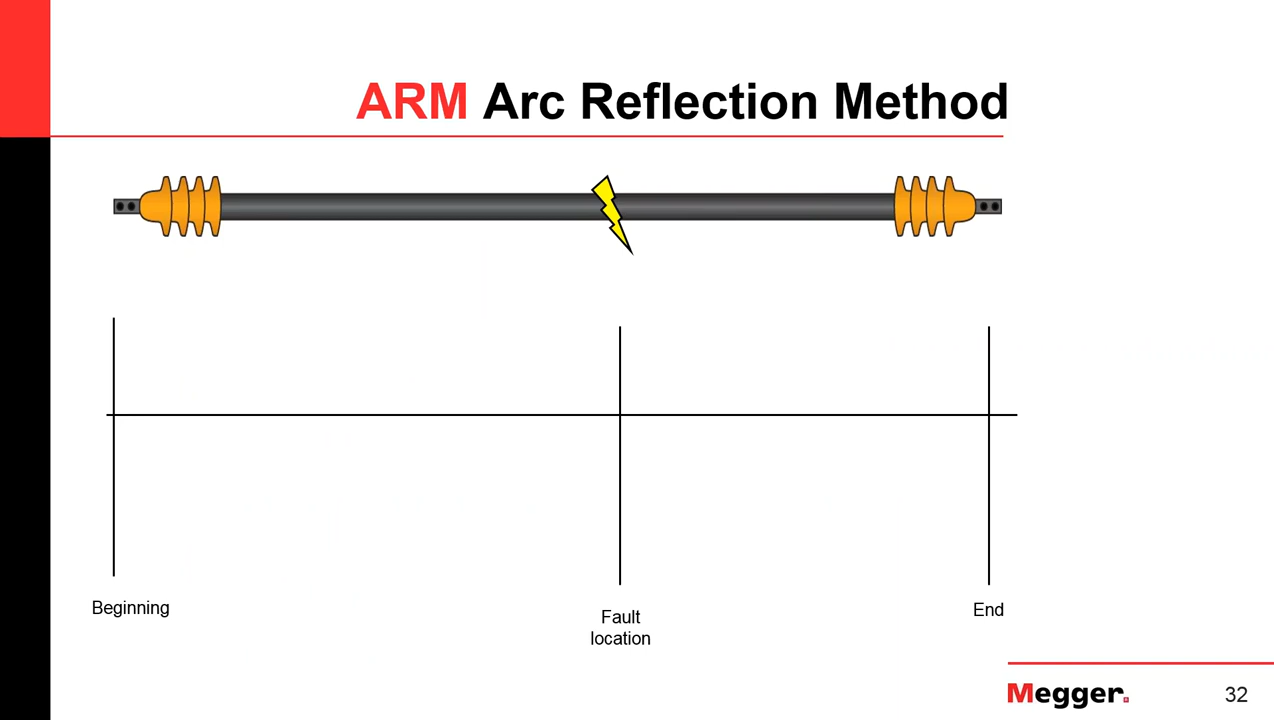 ARM Arc Reflection Method
Beginning
Fault
location
End
Megger.
32